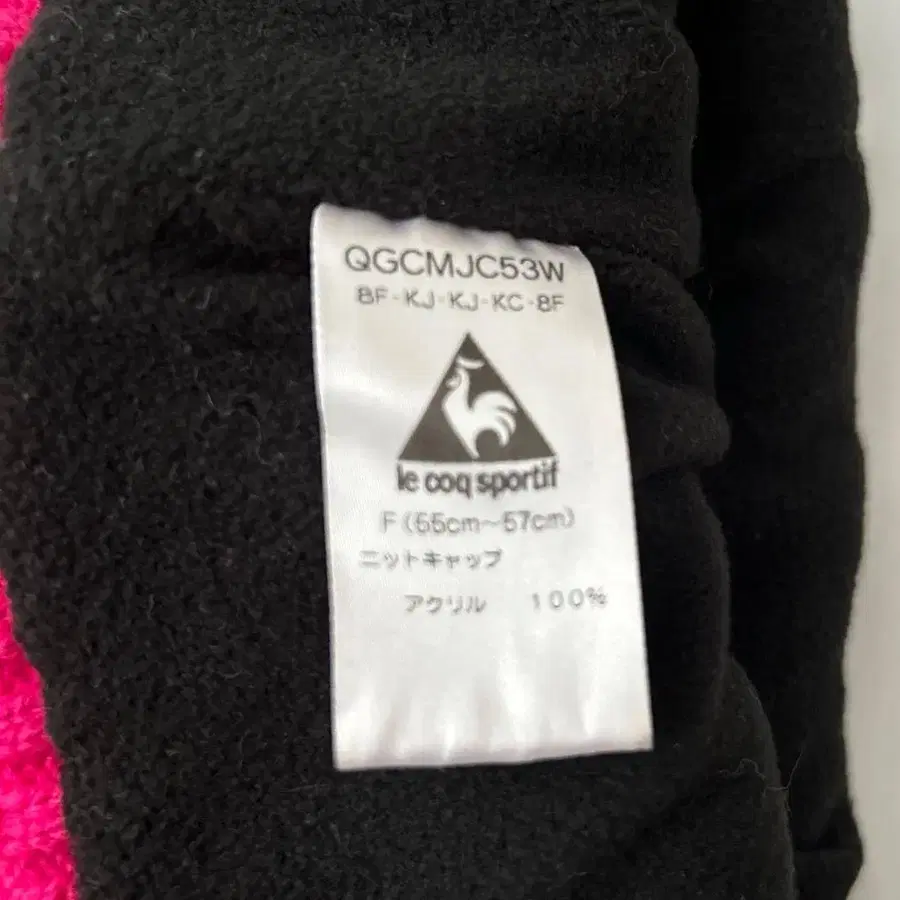 QGCMJC53W
8F-KJ-KJ-KC-8F
le coq sportif
F(55cm～57cm)
ニットキャップ
アクリル 100%